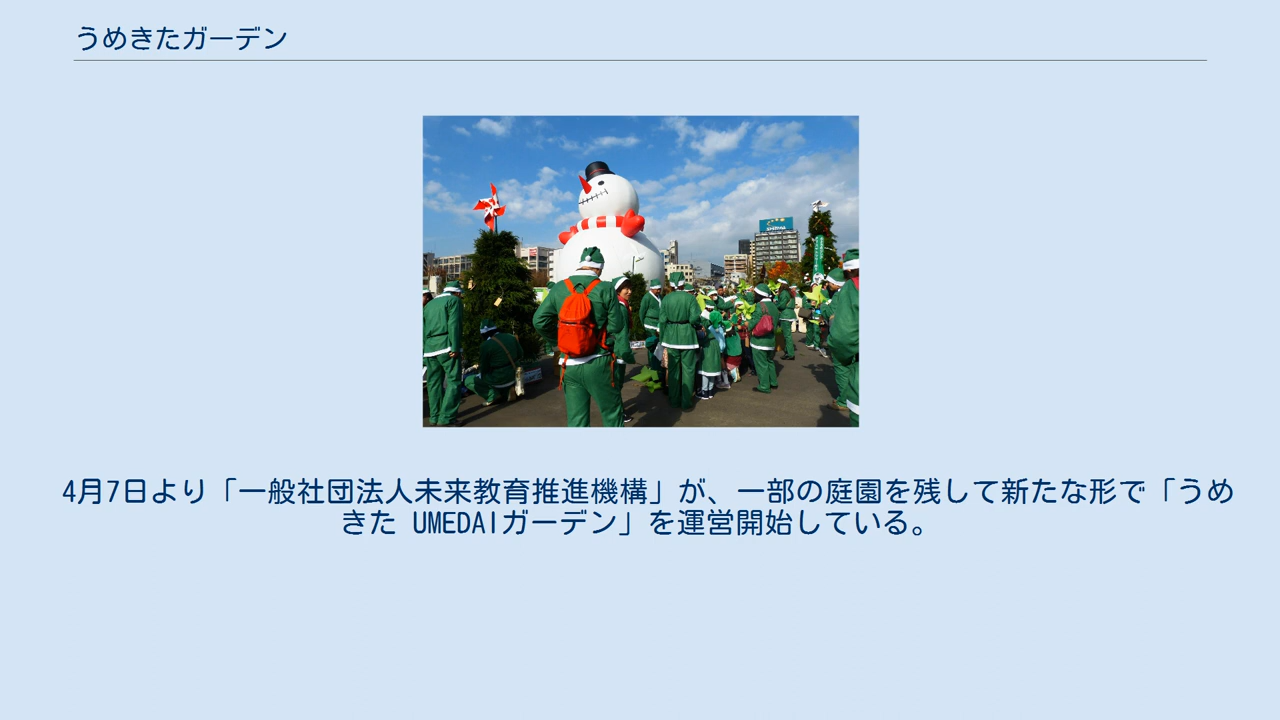 うめきたガーデン
4月7日より「一般社団法人未来教育推進機構」が、一部の庭園を残して新たな形で「うめ
きた UMEDAIガーデン」を運営開始している。